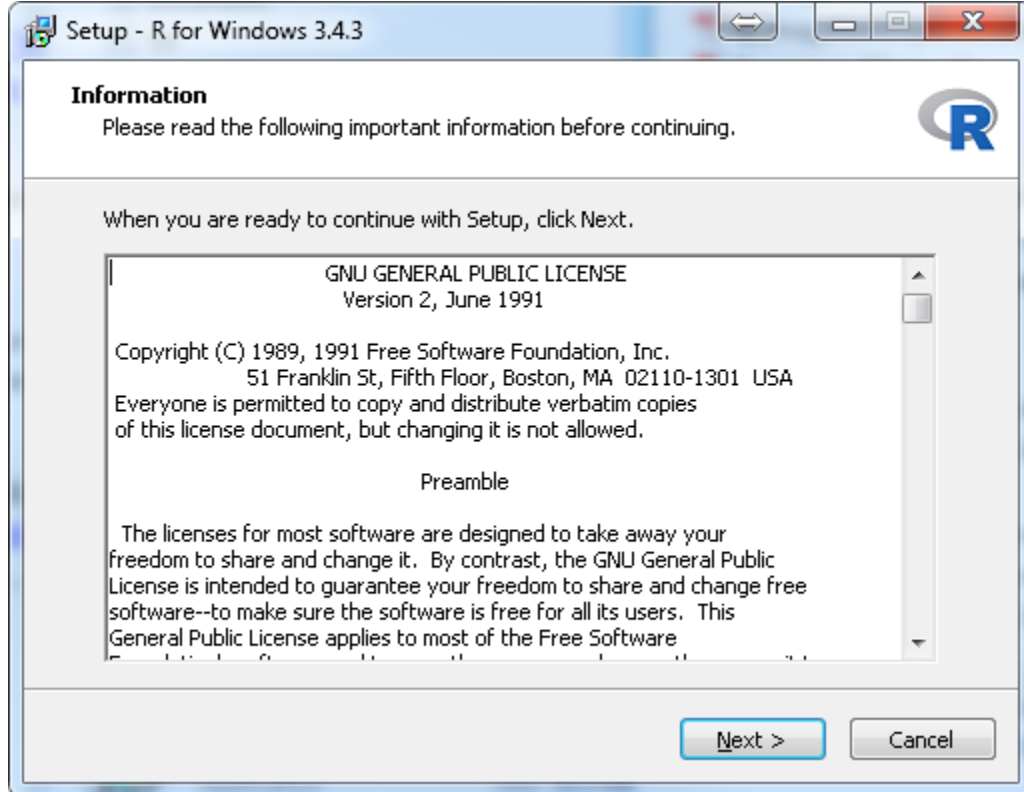 Setup - R for Windows 3.4.3
Information
Please read the following important information before continuing.
R
When you are ready to continue with Setup, click Next.
GNU GENERAL PUBLIC LICENSE
Version 2, June 1991
Copyright (C) 1989, 1991 Free Software Foundation, Inc.
51 Franklin St, Fifth Floor, Boston, MA  02110-1301  USA
Everyone is permitted to copy and distribute verbatim copies
of this license document, but changing it is not allowed.
Preamble
The licenses for most software are designed to take away your
freedom to share and change it.  By contrast, the GNU General Public
License is intended to guarantee your freedom to share and change free
software--to make sure the software is free for all its users.  This
General Public License applies to most of the Free Software
Next >
Cancel